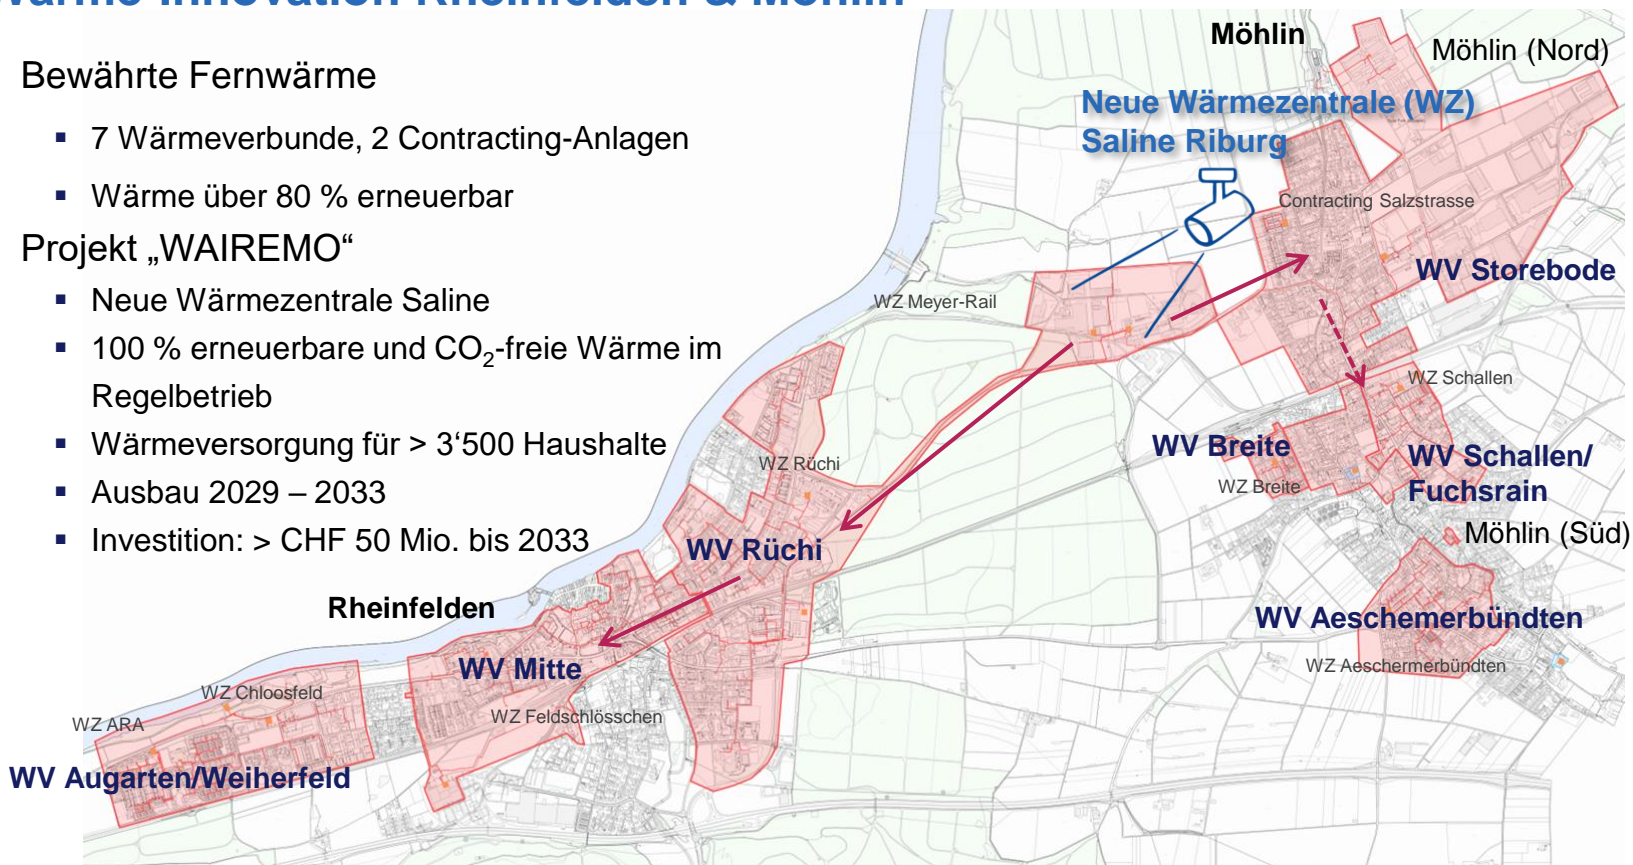 Wärme-Innovation Rheinfelden & Möhlin
Bewährte Fernwärme
▪ 7 Wärmeverbunde, 2 Contracting-Anlagen
▪ Wärme über 80 % erneuerbar
Projekt „WAIREMO“
▪ Neue Wärmezentrale Saline
▪ 100 % erneuerbare und CO₂-freie Wärme im
Regelbetrieb
▪ Wärmeversorgung für > 3‘500 Haushalte
▪ Ausbau 2029 – 2033
▪ Investition: > CHF 50 Mio. bis 2033
Möhlin
Möhlin (Nord)
Neue Wärmezentrale (WZ)
Saline Riburg
Contracting Salzstrasse
WV Storebode
WZ Meyer-Rail
WZ Schallen
WV Breite
WZ Breite
WV Schallen/
Fuchsrain
Möhlin (Süd)
WZ Rüchi
WV Rüchi
Rheinfelden
WV Aeschemerbündten
WZ Aeschermerbündten
WV Mitte
WZ Feldschlösschen
WZ Chloosfeld
WZ ARA
WV Augarten/Weiherfeld